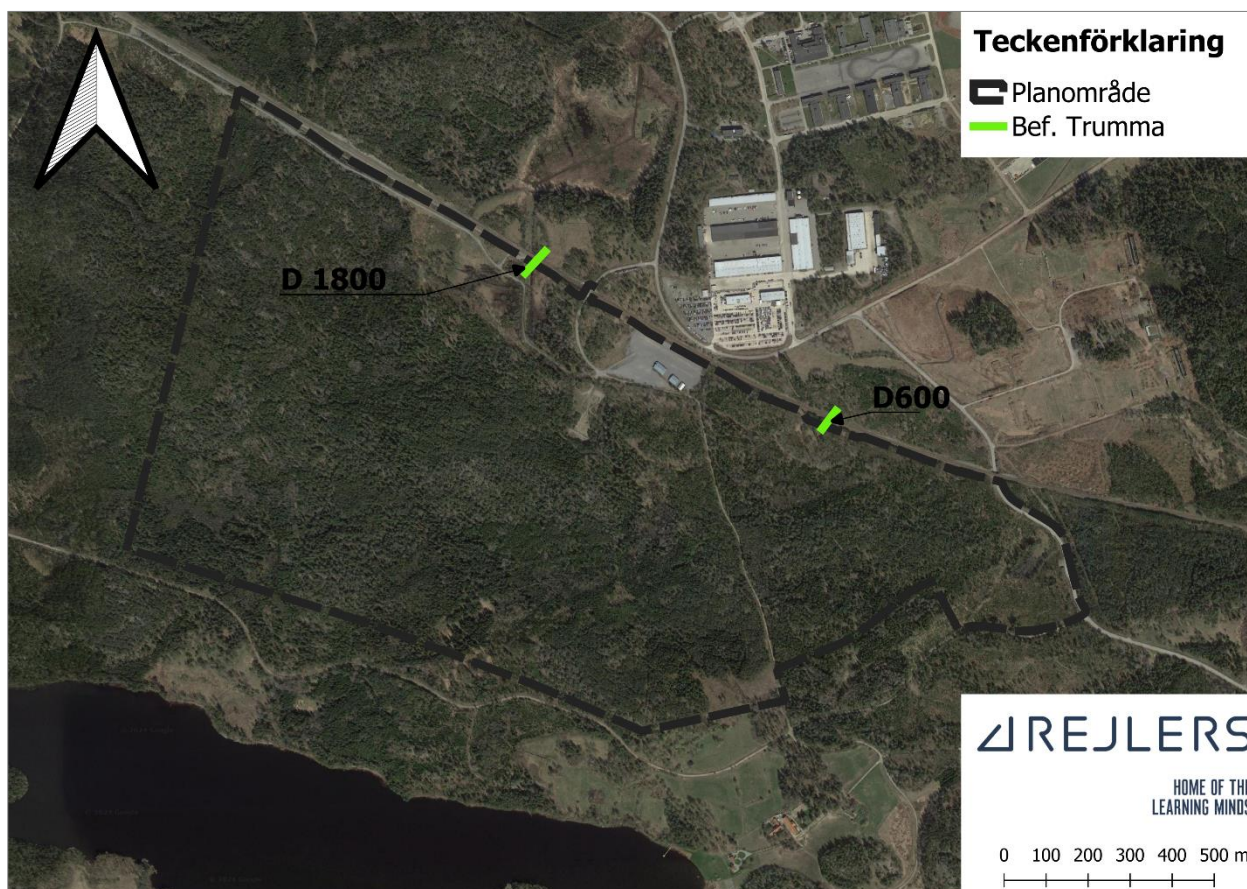 Teckenförklaring
Planområde
Bef. Trumma
D 1800
D600
REJLERS
HOME OF THE
LEARNING MINDS
0 100 200 300 400 500 m